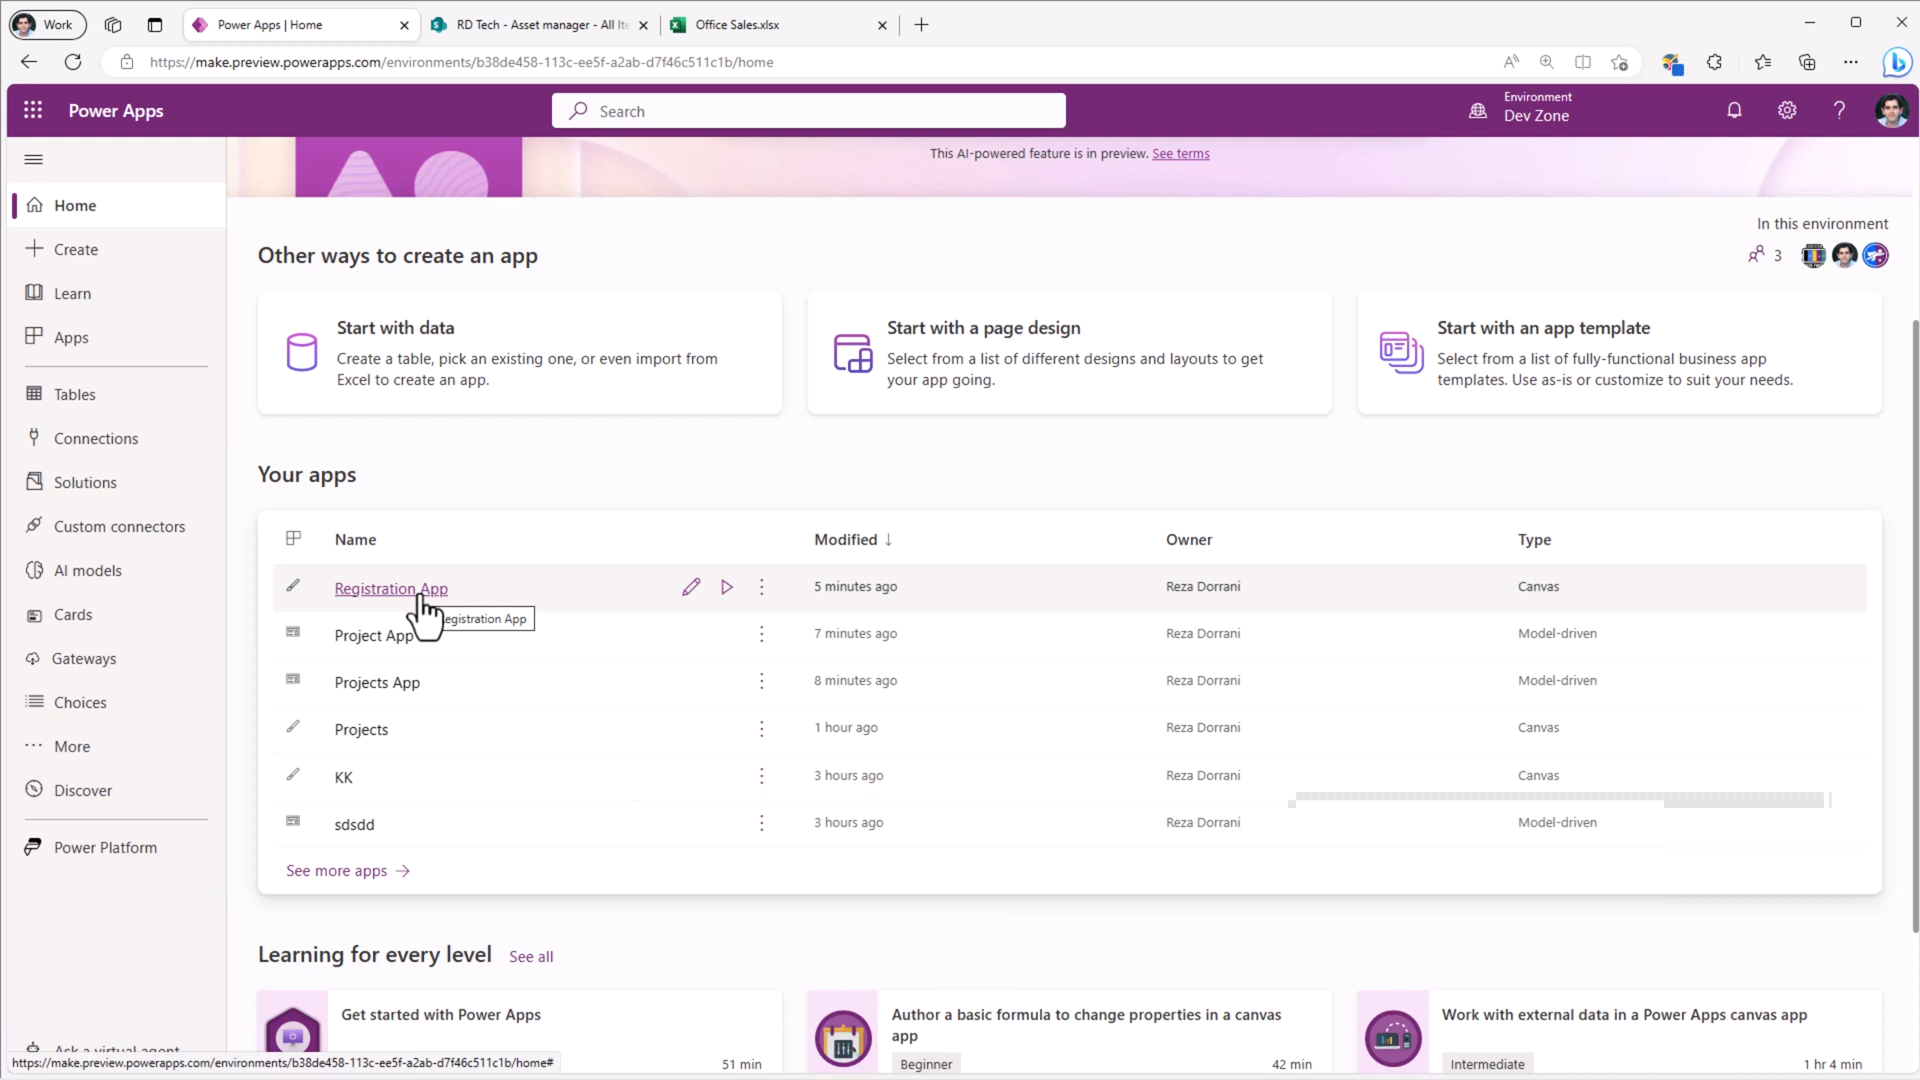 Work
Power Apps | Home
RD Tech - Asset manager - All Ite
Office Sales.xlsx
https://make.preview.powerapps.com/environments/b38de458-113c-ee5f-a2ab-d7f46c511c1b/home
Power Apps
Search
Environment
Dev Zone
This AI-powered feature is in preview. See terms
Home
Create
Learn
Apps
Tables
Connections
Solutions
Custom connectors
AI models
Cards
Gateways
Choices
More
Discover
Power Platform
In this environment
3
Other ways to create an app
Start with data
Create a table, pick an existing one, or even import from
Excel to create an app.
Start with a page design
Select from a list of different designs and layouts to get
your app going.
Start with an app template
Select from a list of fully-functional business app
templates. Use as-is or customize to suit your needs.
Your apps
Name Modified ↓ Owner Type
Registration App 5 minutes ago Reza Dorrani Canvas
egistration App
Project App 7 minutes ago Reza Dorrani Model-driven
Projects App 8 minutes ago Reza Dorrani Model-driven
Projects 1 hour ago Reza Dorrani Canvas
KK 3 hours ago Reza Dorrani Canvas
sdsdd 3 hours ago Reza Dorrani Model-driven
See more apps →
Learning for every level See all
Get started with Power Apps
51 min
Author a basic formula to change properties in a canvas
app
Beginner 42 min
Work with external data in a Power Apps canvas app
Intermediate 1 hr 4 min
Ask a virtual agent
https://make.preview.powerapps.com/environments/b38de458-113c-ee5f-a2ab-d7f46c511c1b/home#